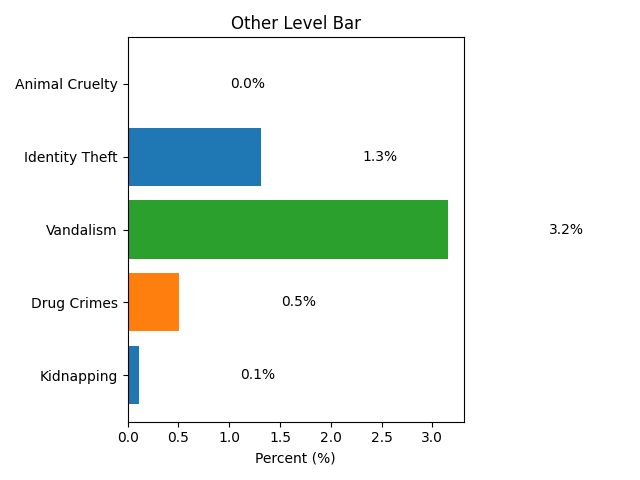 Other Level Bar
Animal Cruelty
0.0%
Identity Theft
1.3%
Vandalism
3.2%
Drug Crimes
0.5%
Kidnapping
0.1%
0.0 0.5 1.0 1.5 2.0 2.5 3.0
Percent (%)